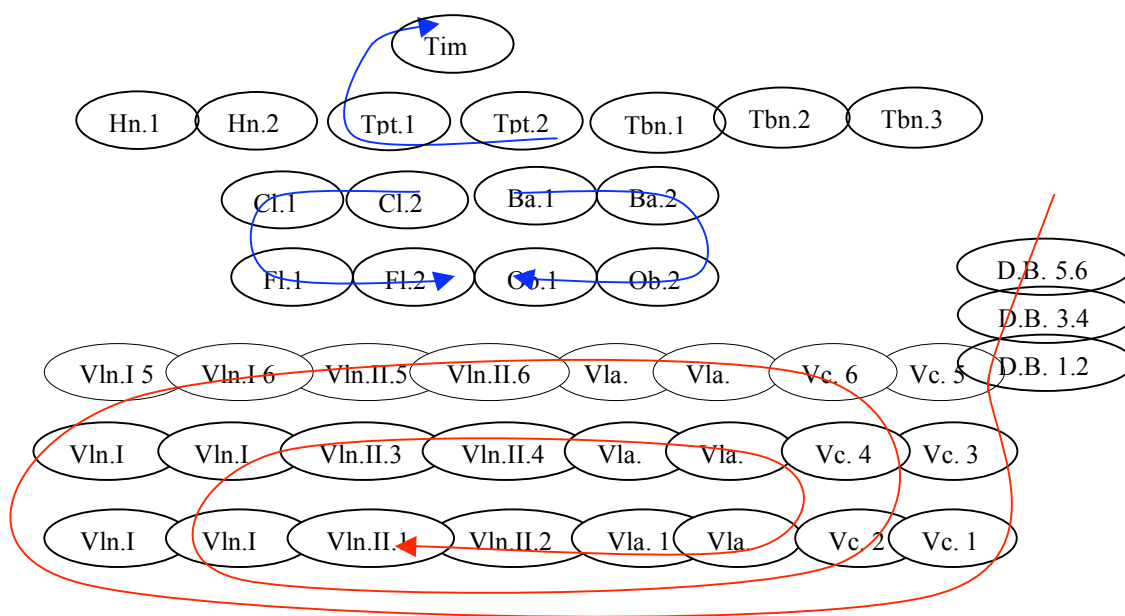 Tim
Hn.1 Hn.2 Tpt.1 Tpt.2 Tbn.1 Tbn.2 Tbn.3
Cl.1 Cl.2 Ba.1 Ba.2
Fl.1 Fl.2 Ob.1 Ob.2
D.B. 5.6
D.B. 3.4
D.B. 1.2
Vln.I 5 Vln.I 6 Vln.II.5 Vln.II.6 Vla. Vla. Vc. 6 Vc. 5
Vln.I Vln.I Vln.II.3 Vln.II.4 Vla. Vla. Vc. 4 Vc. 3
Vln.I Vln.I Vln.II.1 Vln.II.2 Vla. 1 Vla. Vc. 2 Vc. 1